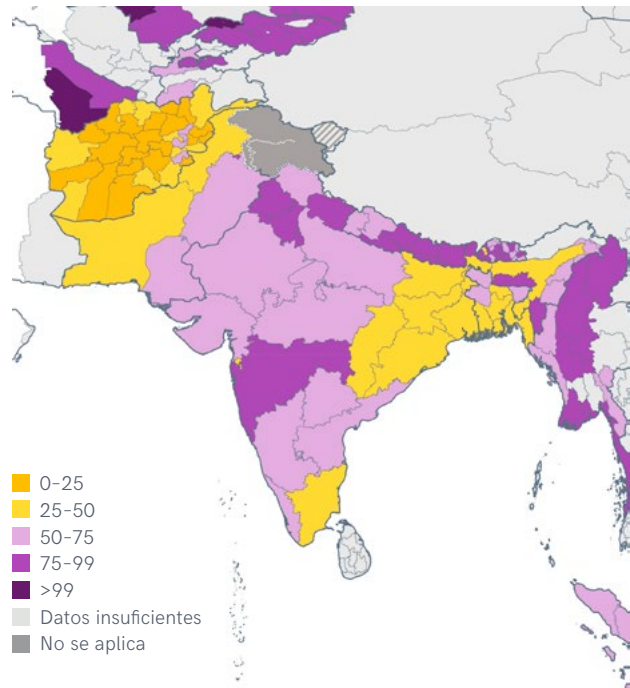 0–25
25–50
50–75
75–99
>99
Datos insuficientes
No se aplica